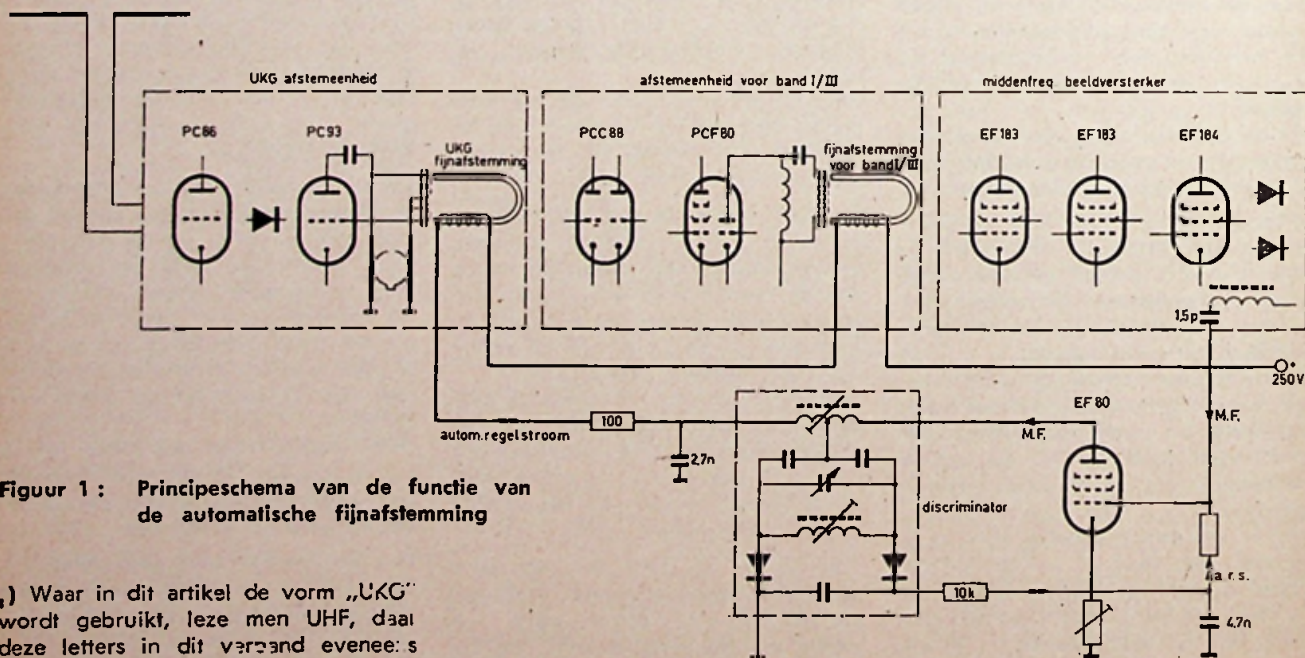 UKG afstemeenheid
afstemeenheid voor band I/III
middenfreq. beeldversterker
PC86
PC93
UKG
fijnafstemming
PCC88
PCF80
fijnafstemming
voor band I/III
EF183
EF183
EF184
1,5p
+
250V
M.F.
autom.regelstroom
100
2,7n
M.F.
EF80
discriminator
10k
a.r.s.
4,7n
Figuur 1 : Principeschema van de functie van
de automatische fijnafstemming
) Waar in dit artikel de vorm „UKG"
wordt gebruikt, leze men UHF, daar
deze letters in dit verband eveneens